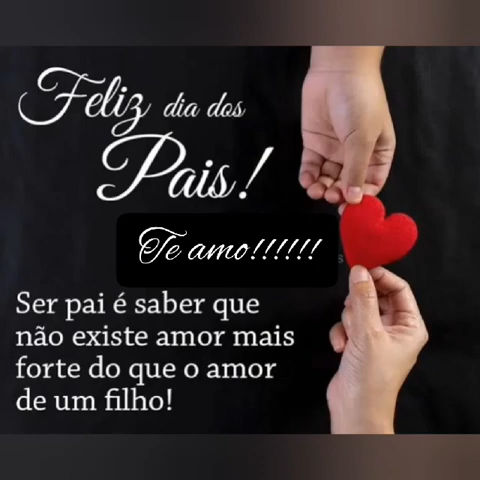 Feliz dia dos
Pais!
Te amo!!!!!!
Ser pai é saber que
não existe amor mais
forte do que o amor
de um filho!